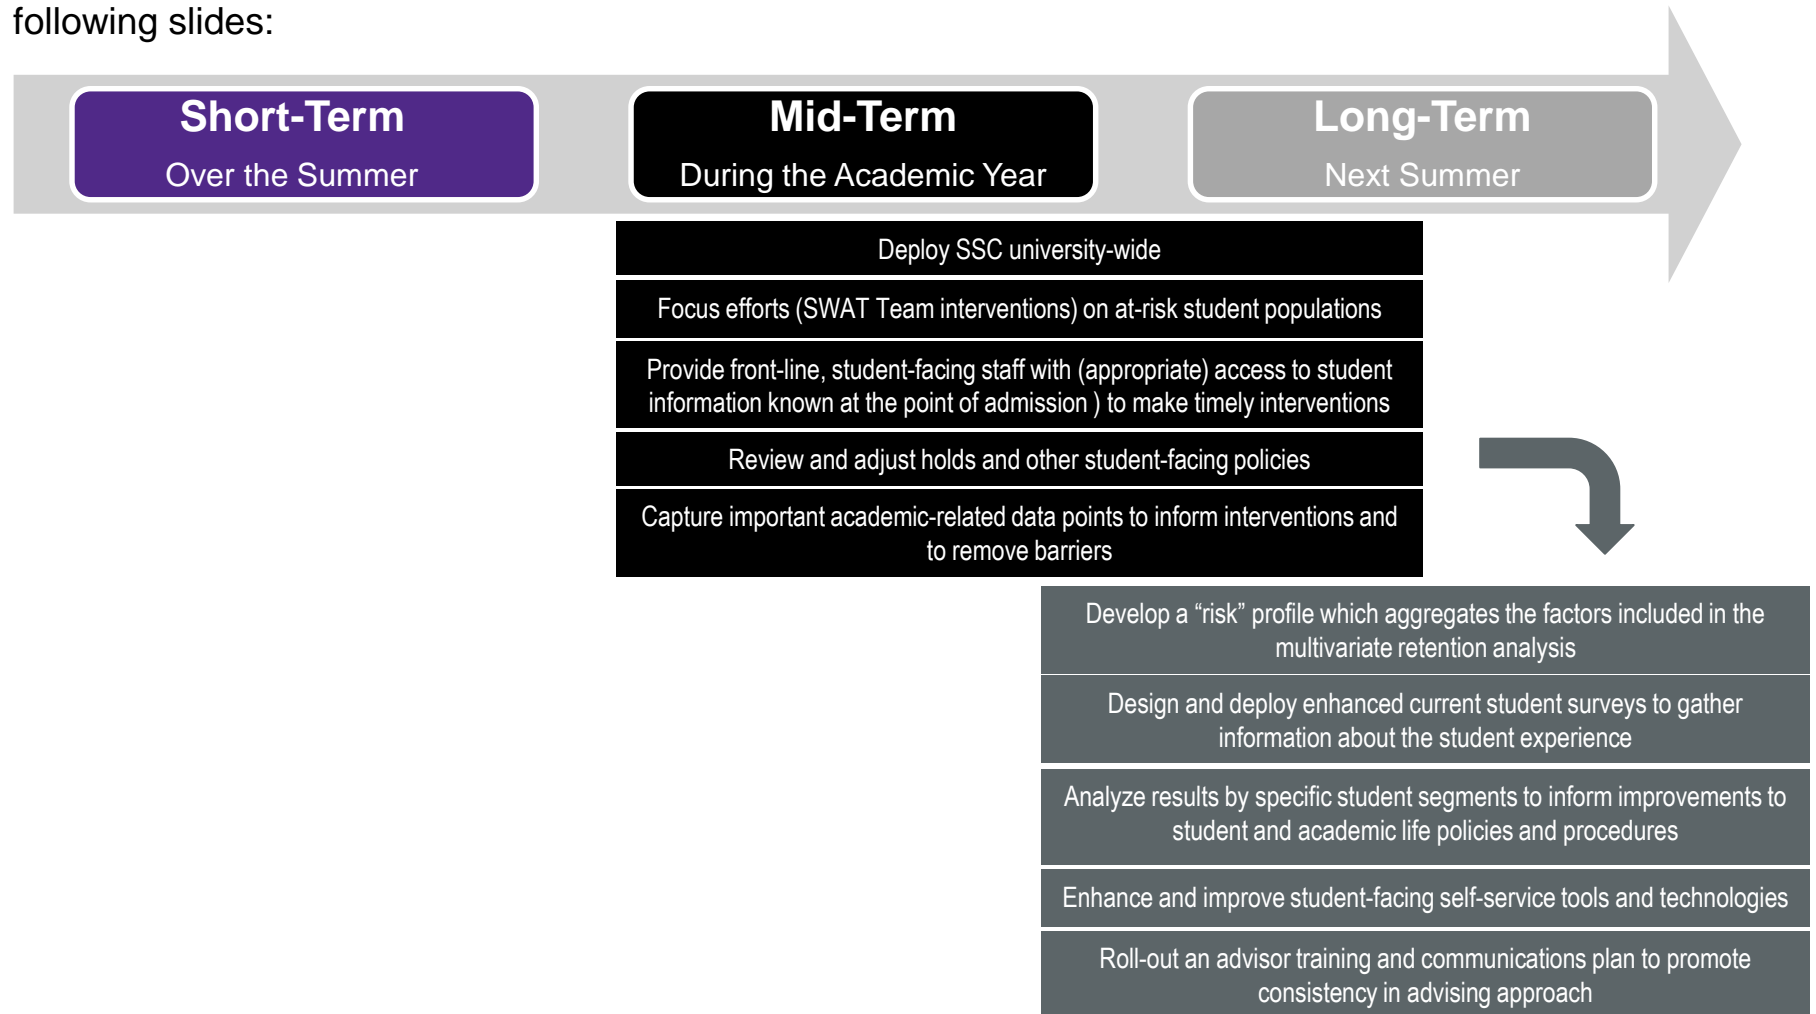 following slides:
Short-Term
Over the Summer
Mid-Term
During the Academic Year
Long-Term
Next Summer
Deploy SSC university-wide
Focus efforts (SWAT Team interventions) on at-risk student populations
Provide front-line, student-facing staff with (appropriate) access to student
information known at the point of admission ) to make timely interventions
Review and adjust holds and other student-facing policies
Capture important academic-related data points to inform interventions and
to remove barriers
Develop a “risk” profile which aggregates the factors included in the
multivariate retention analysis
Design and deploy enhanced current student surveys to gather
information about the student experience
Analyze results by specific student segments to inform improvements to
student and academic life policies and procedures
Enhance and improve student-facing self-service tools and technologies
Roll-out an advisor training and communications plan to promote
consistency in advising approach